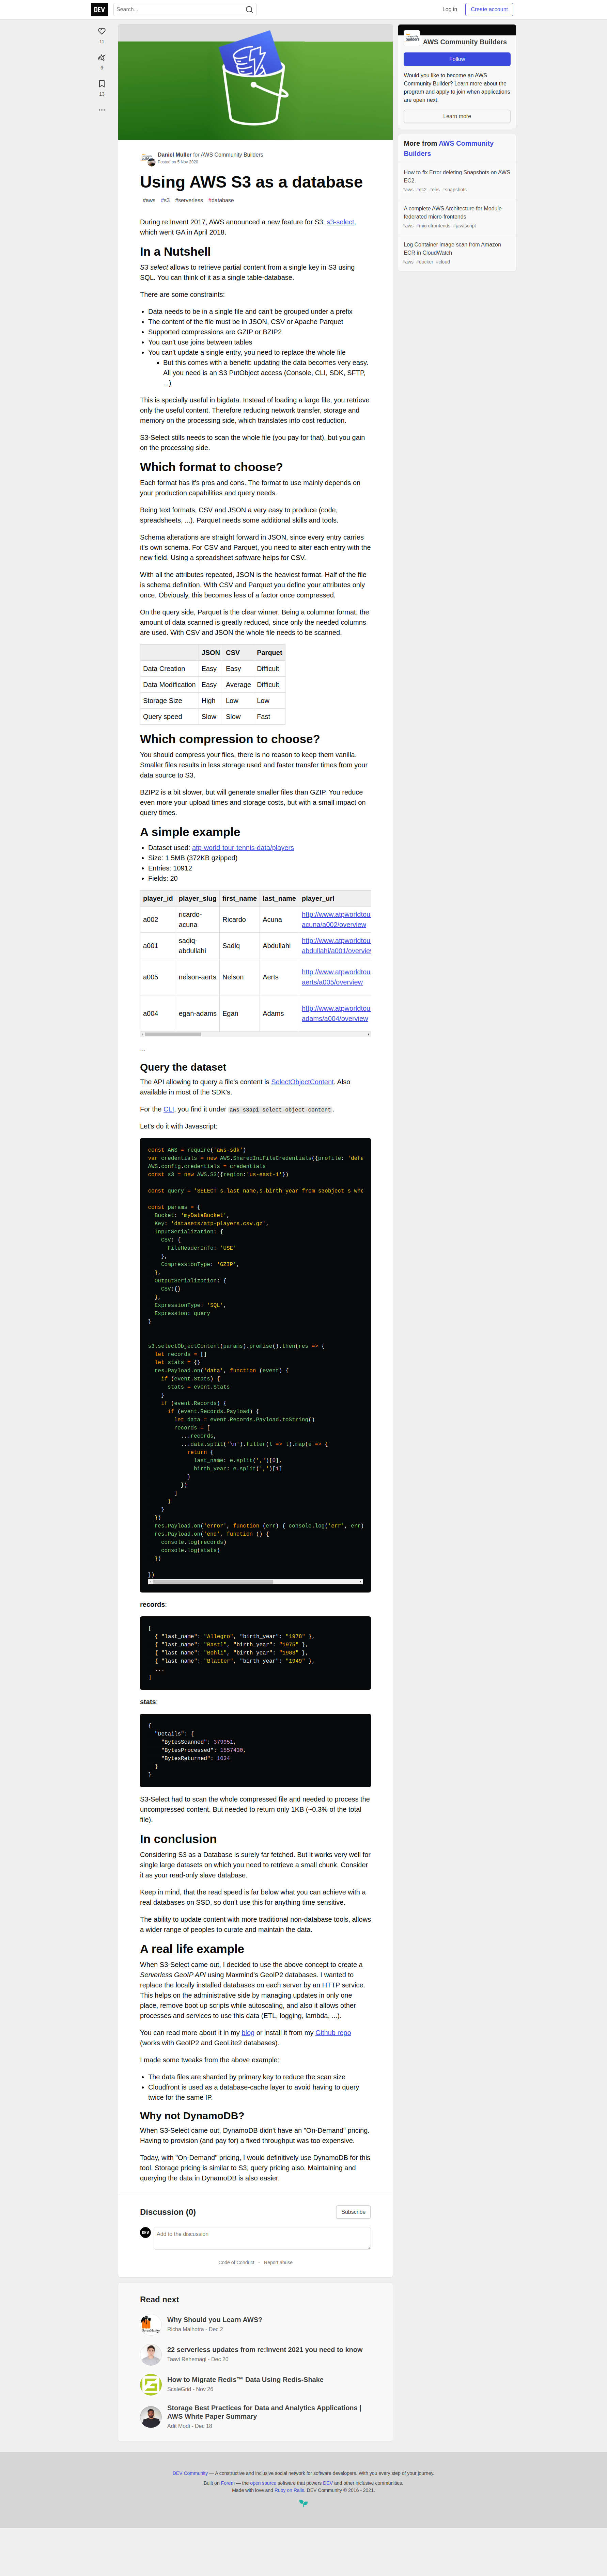 DEV
Search...
Log in
Create account
11
6
13
Daniel Muller for AWS Community Builders
Posted on 5 Nov 2020
Using AWS S3 as a database
#aws #s3 #serverless #database
During re:Invent 2017, AWS announced a new feature for S3: s3-select,
which went GA in April 2018.
In a Nutshell
S3 select allows to retrieve partial content from a single key in S3 using
SQL. You can think of it as a single table-database.
There are some constraints:
Data needs to be in a single file and can't be grouped under a prefix
The content of the file must be in JSON, CSV or Apache Parquet
Supported compressions are GZIP or BZIP2
You can't use joins between tables
You can't update a single entry, you need to replace the whole file
But this comes with a benefit: updating the data becomes very easy.
All you need is an S3 PutObject access (Console, CLI, SDK, SFTP,
...)
This is specially useful in bigdata. Instead of loading a large file, you retrieve
only the useful content. Therefore reducing network transfer, storage and
memory on the processing side, which translates into cost reduction.
S3-Select stills needs to scan the whole file (you pay for that), but you gain
on the processing side.
Which format to choose?
Each format has it's pros and cons. The format to use mainly depends on
your production capabilities and query needs.
Being text formats, CSV and JSON a very easy to produce (code,
spreadsheets, ...). Parquet needs some additional skills and tools.
Schema alterations are straight forward in JSON, since every entry carries
it's own schema. For CSV and Parquet, you need to alter each entry with the
new field. Using a spreadsheet software helps for CSV.
With all the attributes repeated, JSON is the heaviest format. Half of the file
is schema definition. With CSV and Parquet you define your attributes only
once. Obviously, this becomes less of a factor once compressed.
On the query side, Parquet is the clear winner. Being a columnar format, the
amount of data scanned is greatly reduced, since only the needed columns
are used. With CSV and JSON the whole file needs to be scanned.
JSON CSV Parquet
Data Creation Easy Easy Difficult
Data Modification Easy Average Difficult
Storage Size High Low Low
Query speed Slow Slow Fast
Which compression to choose?
You should compress your files, there is no reason to keep them vanilla.
Smaller files results in less storage used and faster transfer times from your
data source to S3.
BZIP2 is a bit slower, but will generate smaller files than GZIP. You reduce
even more your upload times and storage costs, but with a small impact on
query times.
A simple example
Dataset used: atp-world-tour-tennis-data/players
Size: 1.5MB (372KB gzipped)
Entries: 10912
Fields: 20
player_id player_slug first_name last_name player_url
a002 ricardo-acuna Ricardo Acuna http://www.atpworldtou acuna/a002/overview
a001 sadiq-abdullahi Sadiq Abdullahi http://www.atpworldtou abdullahi/a001/overview
a005 nelson-aerts Nelson Aerts http://www.atpworldtou aerts/a005/overview
a004 egan-adams Egan Adams http://www.atpworldtou adams/a004/overview
...
Query the dataset
The API allowing to query a file's content is SelectObjectContent. Also
available in most of the SDK's.
For the CLI, you find it under aws s3api select-object-content.
Let's do it with Javascript:
const AWS = require('aws-sdk')
var credentials = new AWS.SharedIniFileCredentials({profile: 'defa
AWS.config.credentials = credentials
const s3 = new AWS.S3({region:'us-east-1'})
const query = 'SELECT s.last_name,s.birth_year from s3object s whe
const params = {
Bucket: 'myDataBucket',
Key: 'datasets/atp-players.csv.gz',
InputSerialization: {
CSV: {
FileHeaderInfo: 'USE'
},
CompressionType: 'GZIP',
},
OutputSerialization: {
CSV:{}
},
ExpressionType: 'SQL',
Expression: query
}
s3.selectObjectContent(params).promise().then(res => {
let records = []
let stats = {}
res.Payload.on('data', function (event) {
if (event.Stats) {
stats = event.Stats
}
if (event.Records) {
if (event.Records.Payload) {
let data = event.Records.Payload.toString()
records = [
...records,
...data.split('\n').filter(l => l).map(e => {
return {
last_name: e.split(',')[0],
birth_year: e.split(',')[1]
}
})
]
}
}
})
res.Payload.on('error', function (err) { console.log('err', err)
res.Payload.on('end', function () {
console.log(records)
console.log(stats)
})
})
records:
[
{ "last_name": "Allegro", "birth_year": "1978" },
{ "last_name": "Bastl", "birth_year": "1975" },
{ "last_name": "Bohli", "birth_year": "1983" },
{ "last_name": "Blatter", "birth_year": "1949" },
...
]
stats:
{
"Details": {
"BytesScanned": 379951,
"BytesProcessed": 1557430,
"BytesReturned": 1034
}
}
S3-Select had to scan the whole compressed file and needed to process the
uncompressed content. But needed to return only 1KB (~0.3% of the total
file).
In conclusion
Considering S3 as a Database is surely far fetched. But it works very well for
single large datasets on which you need to retrieve a small chunk. Consider
it as your read-only slave database.
Keep in mind, that the read speed is far below what you can achieve with a
real databases on SSD, so don't use this for anything time sensitive.
The ability to update content with more traditional non-database tools, allows
a wider range of peoples to curate and maintain the data.
A real life example
When S3-Select came out, I decided to use the above concept to create a
Serverless GeoIP API using Maxmind's GeoIP2 databases. I wanted to
replace the locally installed databases on each server by an HTTP service.
This helps on the administrative side by managing updates in only one
place, remove boot up scripts while autoscaling, and also it allows other
processes and services to use this data (ETL, logging, lambda, ...).
You can read more about it in my blog or install it from my Github repo
(works with GeoIP2 and GeoLite2 databases).
I made some tweaks from the above example:
The data files are sharded by primary key to reduce the scan size
Cloudfront is used as a database-cache layer to avoid having to query
twice for the same IP.
Why not DynamoDB?
When S3-Select came out, DynamoDB didn't have an "On-Demand" pricing.
Having to provision (and pay for) a fixed throughput was too expensive.
Today, with "On-Demand" pricing, I would definitively use DynamoDB for this
tool. Storage pricing is similar to S3, query pricing also. Maintaining and
querying the data in DynamoDB is also easier.
Discussion (0)
Subscribe
DEV
Add to the discussion
Code of Conduct • Report abuse
Read next
Why Should you Learn AWS?
Richa Malhotra - Dec 2
22 serverless updates from re:Invent 2021 you need to know
Taavi Rehemägi - Dec 20
How to Migrate Redis™ Data Using Redis-Shake
ScaleGrid - Nov 26
Storage Best Practices for Data and Analytics Applications |
AWS White Paper Summary
Adit Modi - Dec 18
AWS Community Builders
Follow
Would you like to become an AWS
Community Builder? Learn more about the
program and apply to join when applications
are open next.
Learn more
More from AWS Community
Builders
How to fix Error deleting Snapshots on AWS
EC2.
#aws #ec2 #ebs #snapshots
A complete AWS Architecture for Module-
federated micro-frontends
#aws #microfrontends #javascript
Log Container image scan from Amazon
ECR in CloudWatch
#aws #docker #cloud
DEV Community — A constructive and inclusive social network for software developers. With you every step of your journey.
Built on Forem — the open source software that powers DEV and other inclusive communities.
Made with love and Ruby on Rails. DEV Community © 2016 - 2021.